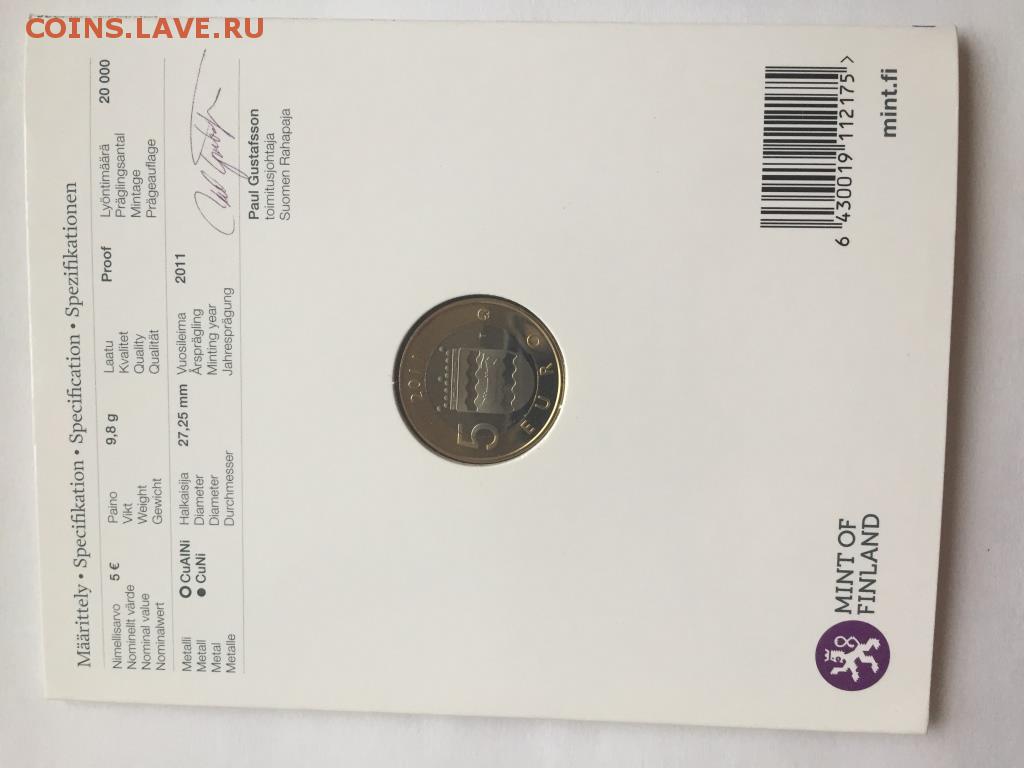 COINS.LAVE.RU
Määrittely • Specifikation • Specification • Spezifikationen
Nimellisarvo 5 €
Nominellt värde
Nominal value
Nominalwert
Paino 9,8 g
Vikt
Weight
Gewicht
Laatu Proof
Kvalitet
Quality
Qualität
Lyöntimäärä 20 000
Präglingsantal
Mintage
Prägeauflage
Metalli CuAlNi
Metall CuNi
Metal
Metalle
Halkaisija 27,25 mm
Diameter
Diameter
Durchmesser
Vuosileima 2011
Årsprägling
Minting year
Jahresprägung
Paul Gustafsson
toimitusjohtaja
Suomen Rahapaja
2011
5
EURO
MINT OF
FINLAND
6 430019 112175 >
mint.fi